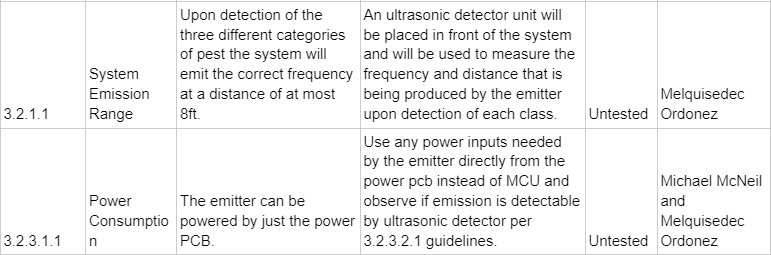 3.2.1.1
System
Emission
Range
Upon detection of the
three different categories
of pest the system will
emit the correct frequency
at a distance of at most
8ft.
An ultrasonic detector unit will
be placed in front of the system
and will be used to measure the
frequency and distance that is
being produced by the emitter
upon detection of each class.
Untested
Melquisedec
Ordonez
3.2.3.1.1
Power
Consumptio
n
The emitter can be
powered by just the power
PCB.
Use any power inputs needed
by the emitter directly from the
power pcb instead of MCU and
observe if emission is detectable
by ultrasonic detector per
3.2.3.2.1 guidelines.
Untested
Michael McNeil
and
Melquisedec
Ordonez